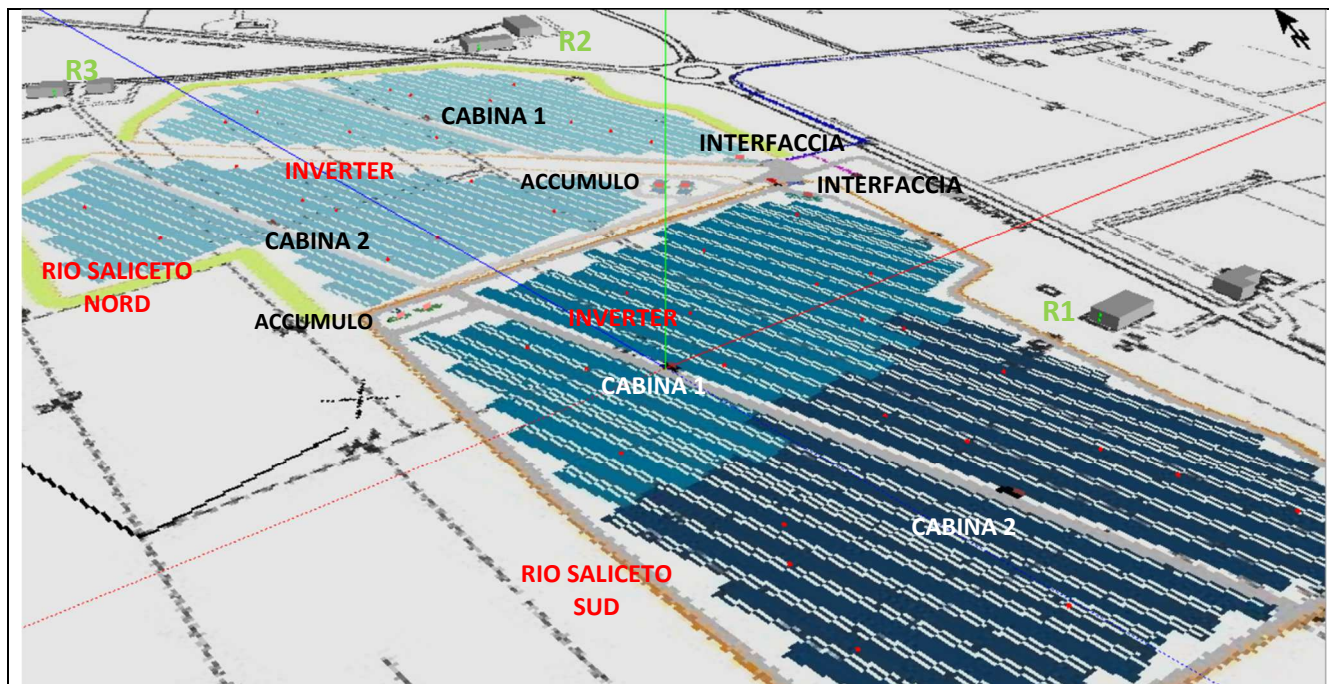 R2
R3
CABINA 1
INTERFACCIA
INVERTER
ACCUMULO
INTERFACCIA
CABINA 2
RIO SALICETO
NORD
ACCUMULO
INVERTER
R1
CABINA 1
CABINA 2
RIO SALICETO
SUD